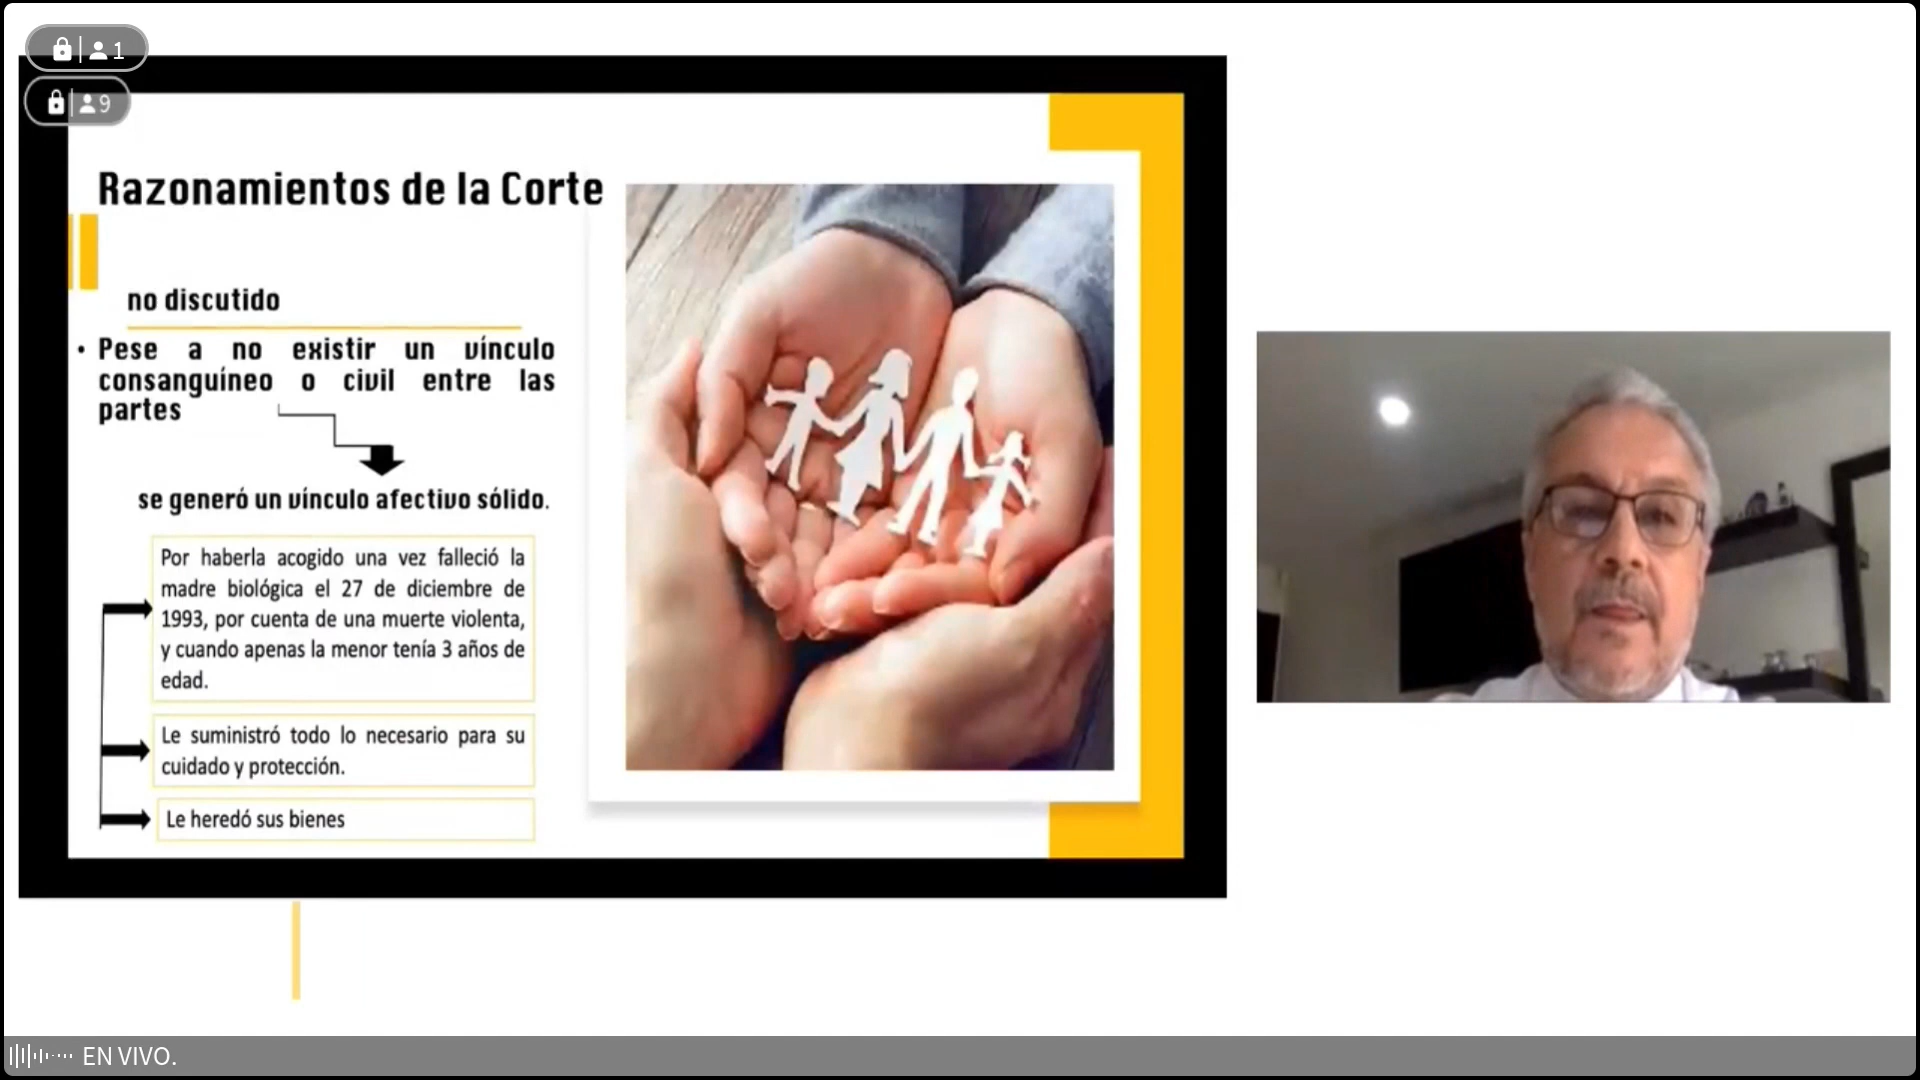 1
9
Razonamientos de la Corte
no discutido
• Pese a no existir un vínculo
consanguíneo o civil entre las
partes
se generó un vínculo afectivo sólido.
Por haberla acogido una vez falleció la
madre biológica el 27 de diciembre de
1993, por cuenta de una muerte violenta,
y cuando apenas la menor tenía 3 años de
edad.
Le suministró todo lo necesario para su
cuidado y protección.
Le heredó sus bienes
EN VIVO.